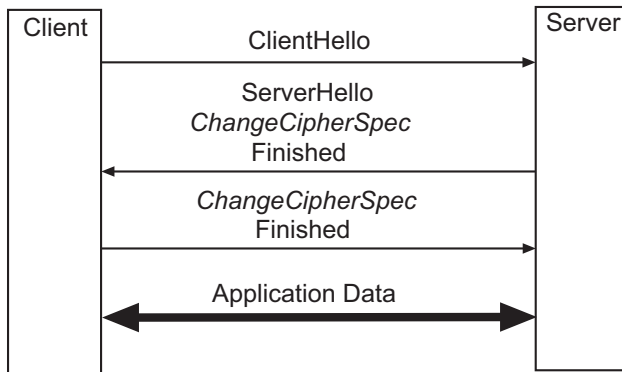 Client
Server
ClientHello
ServerHello
ChangeCipherSpec
Finished
ChangeCipherSpec
Finished
Application Data